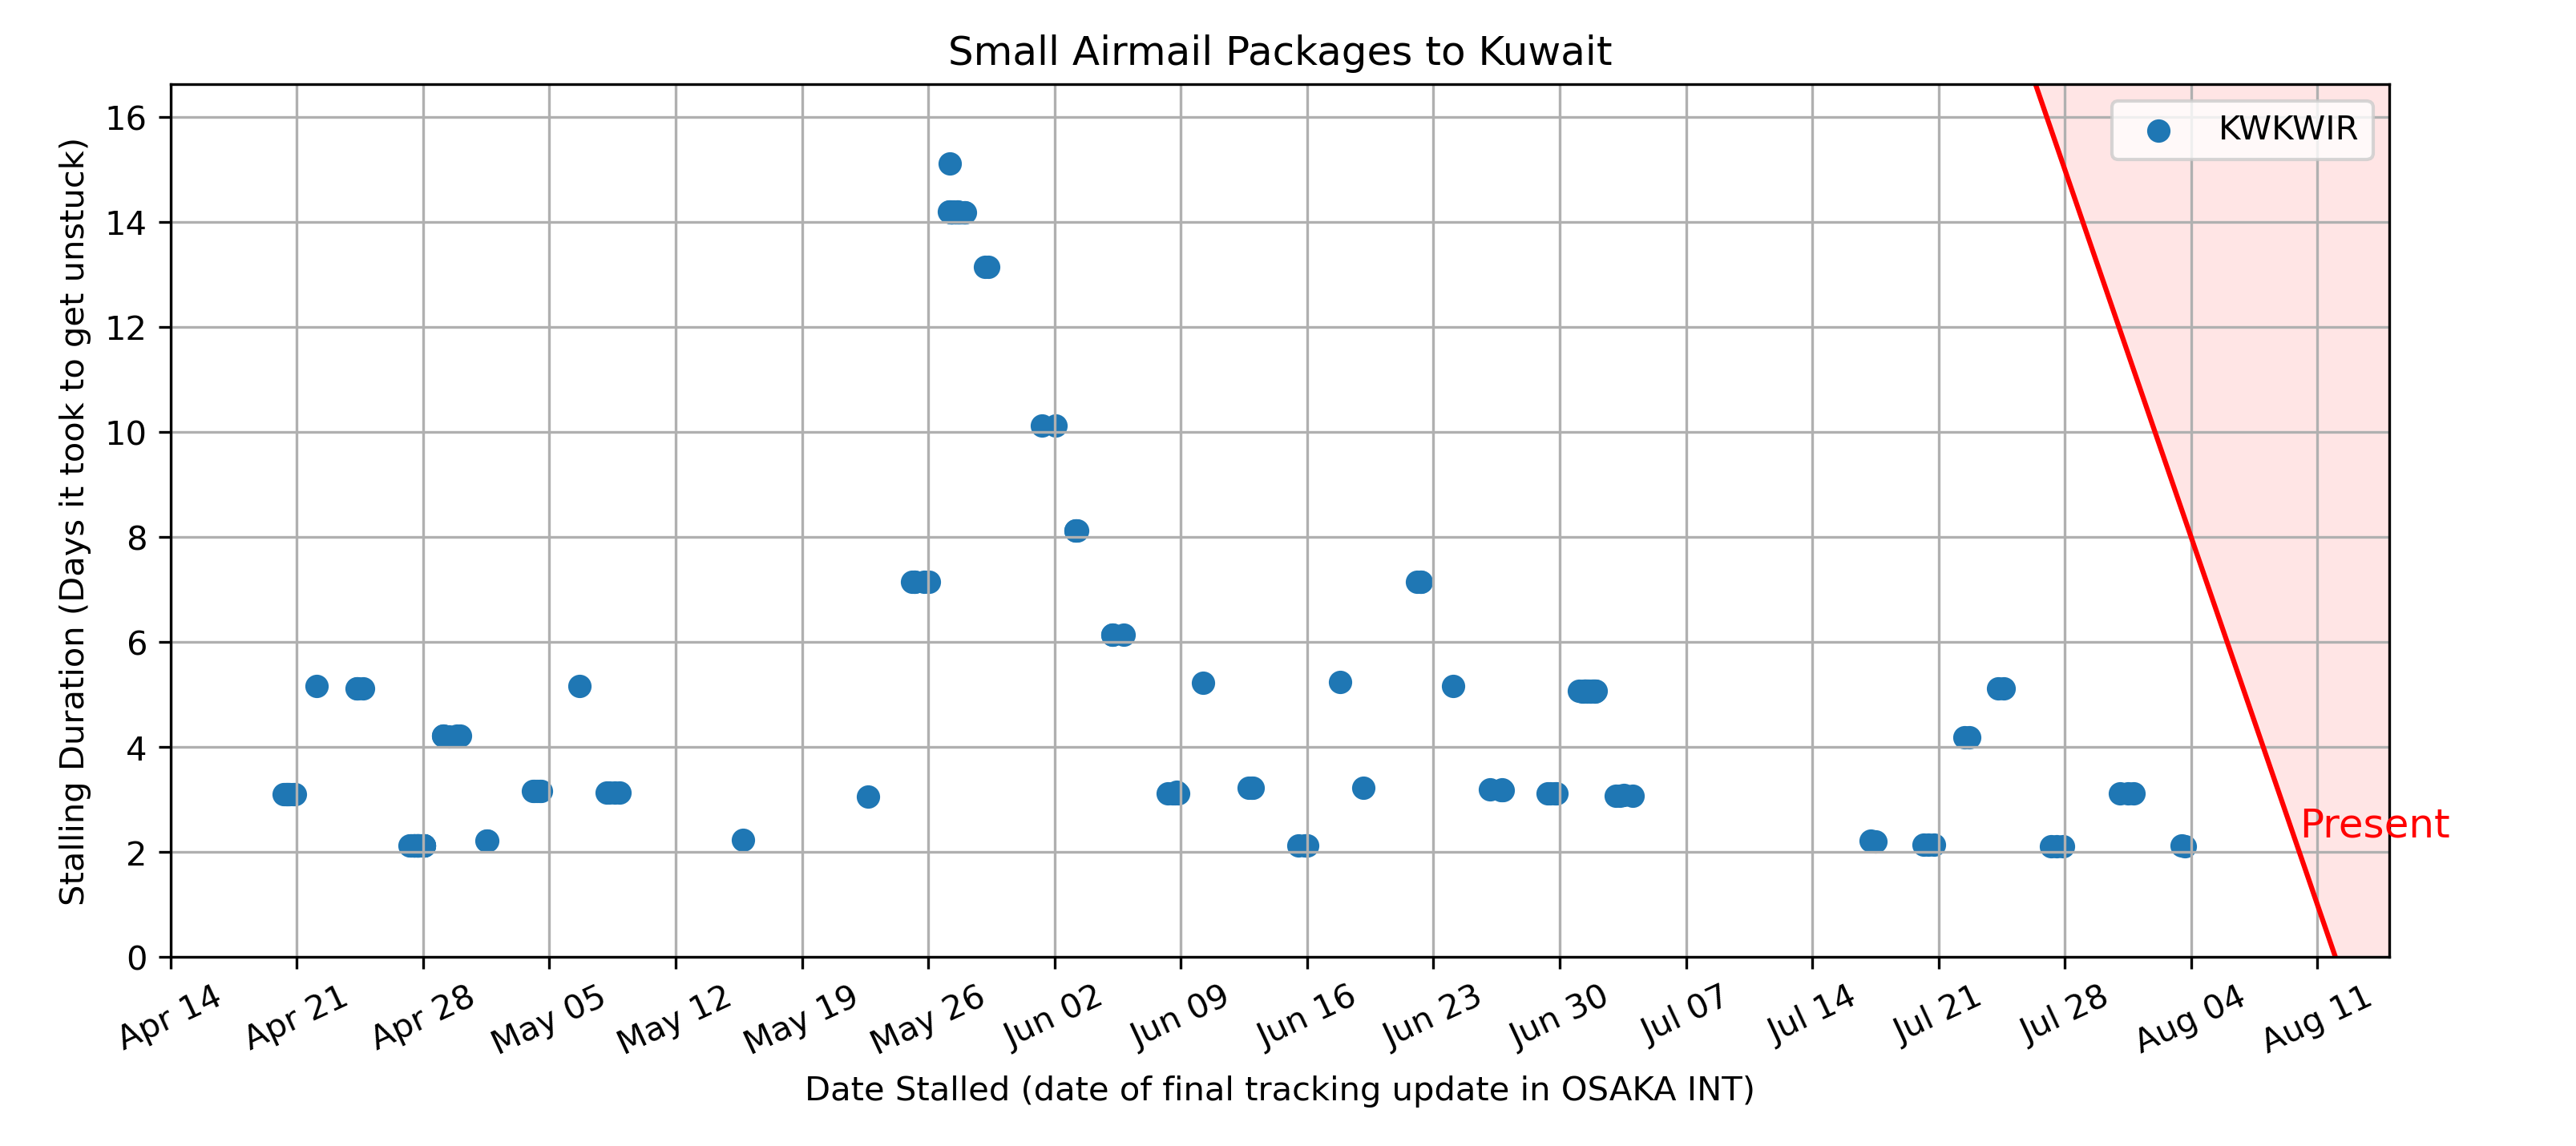 Small Airmail Packages to Kuwait
KWKWIR
16
14
12
10
8
6
4
2
0
Stalling Duration (Days it took to get unstuck)
Present
Apr 14
Apr 21
Apr 28
May 05
May 12
May 19
May 26
Jun 02
Jun 09
Jun 16
Jun 23
Jun 30
Jul 07
Jul 14
Jul 21
Jul 28
Aug 04
Aug 11
Date Stalled (date of final tracking update in OSAKA INT)